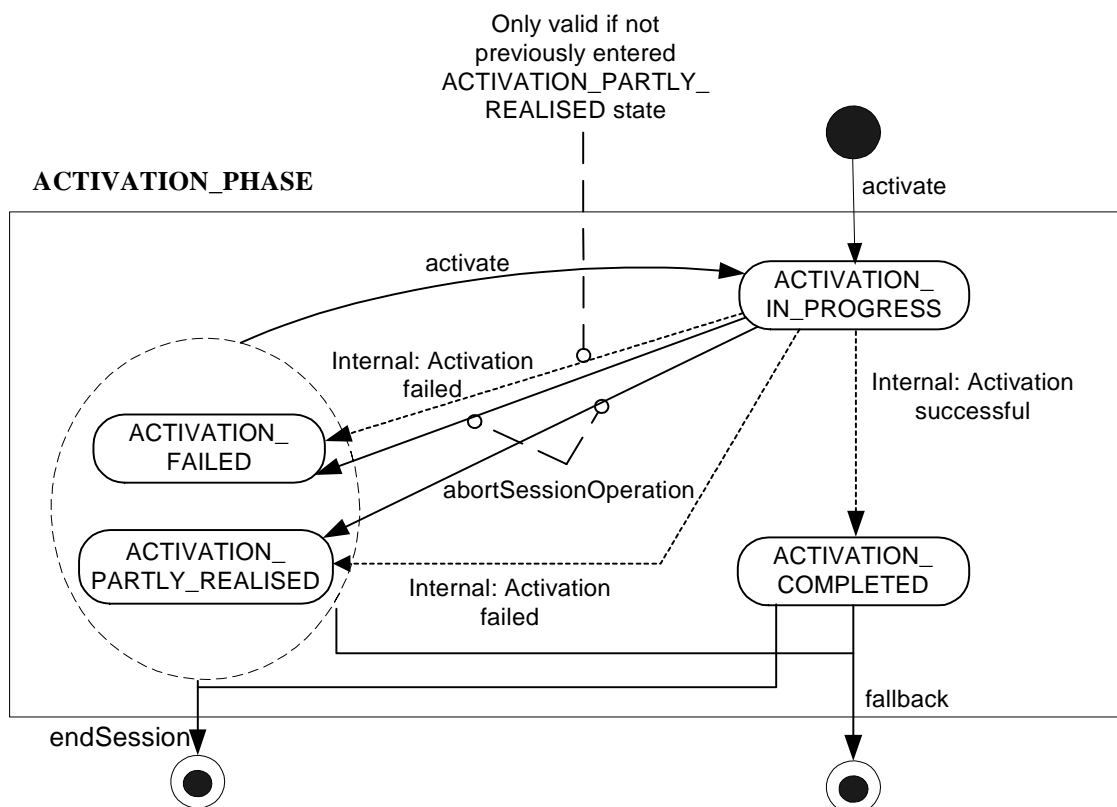 Only valid if not
previously entered
ACTIVATION_PARTLY_
REALISED state
ACTIVATION_PHASE
activate
activate
ACTIVATION_
IN_PROGRESS
Internal: Activation
failed
Internal: Activation
successful
ACTIVATION_
FAILED
abortSessionOperation
ACTIVATION_
PARTLY_REALISED
Internal: Activation
failed
ACTIVATION_
COMPLETED
fallback
endSession